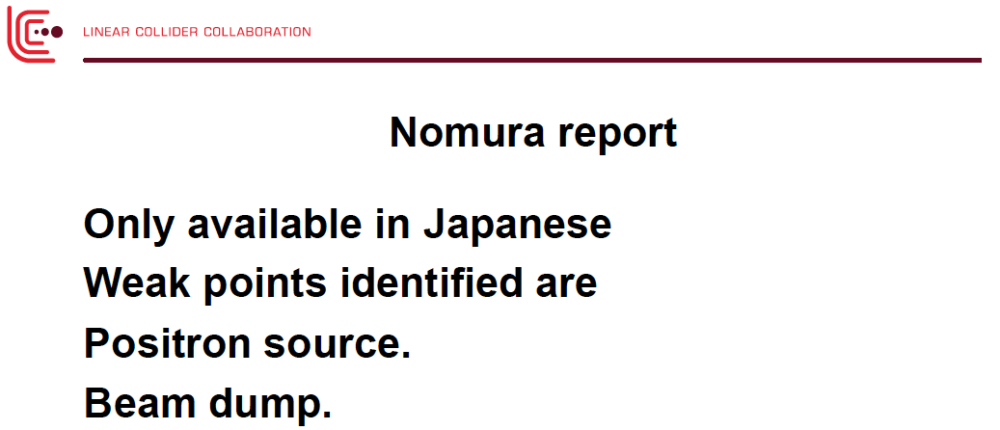 LINEAR COLLIDER COLLABORATION
Nomura report
Only available in Japanese
Weak points identified are
Positron source.
Beam dump.